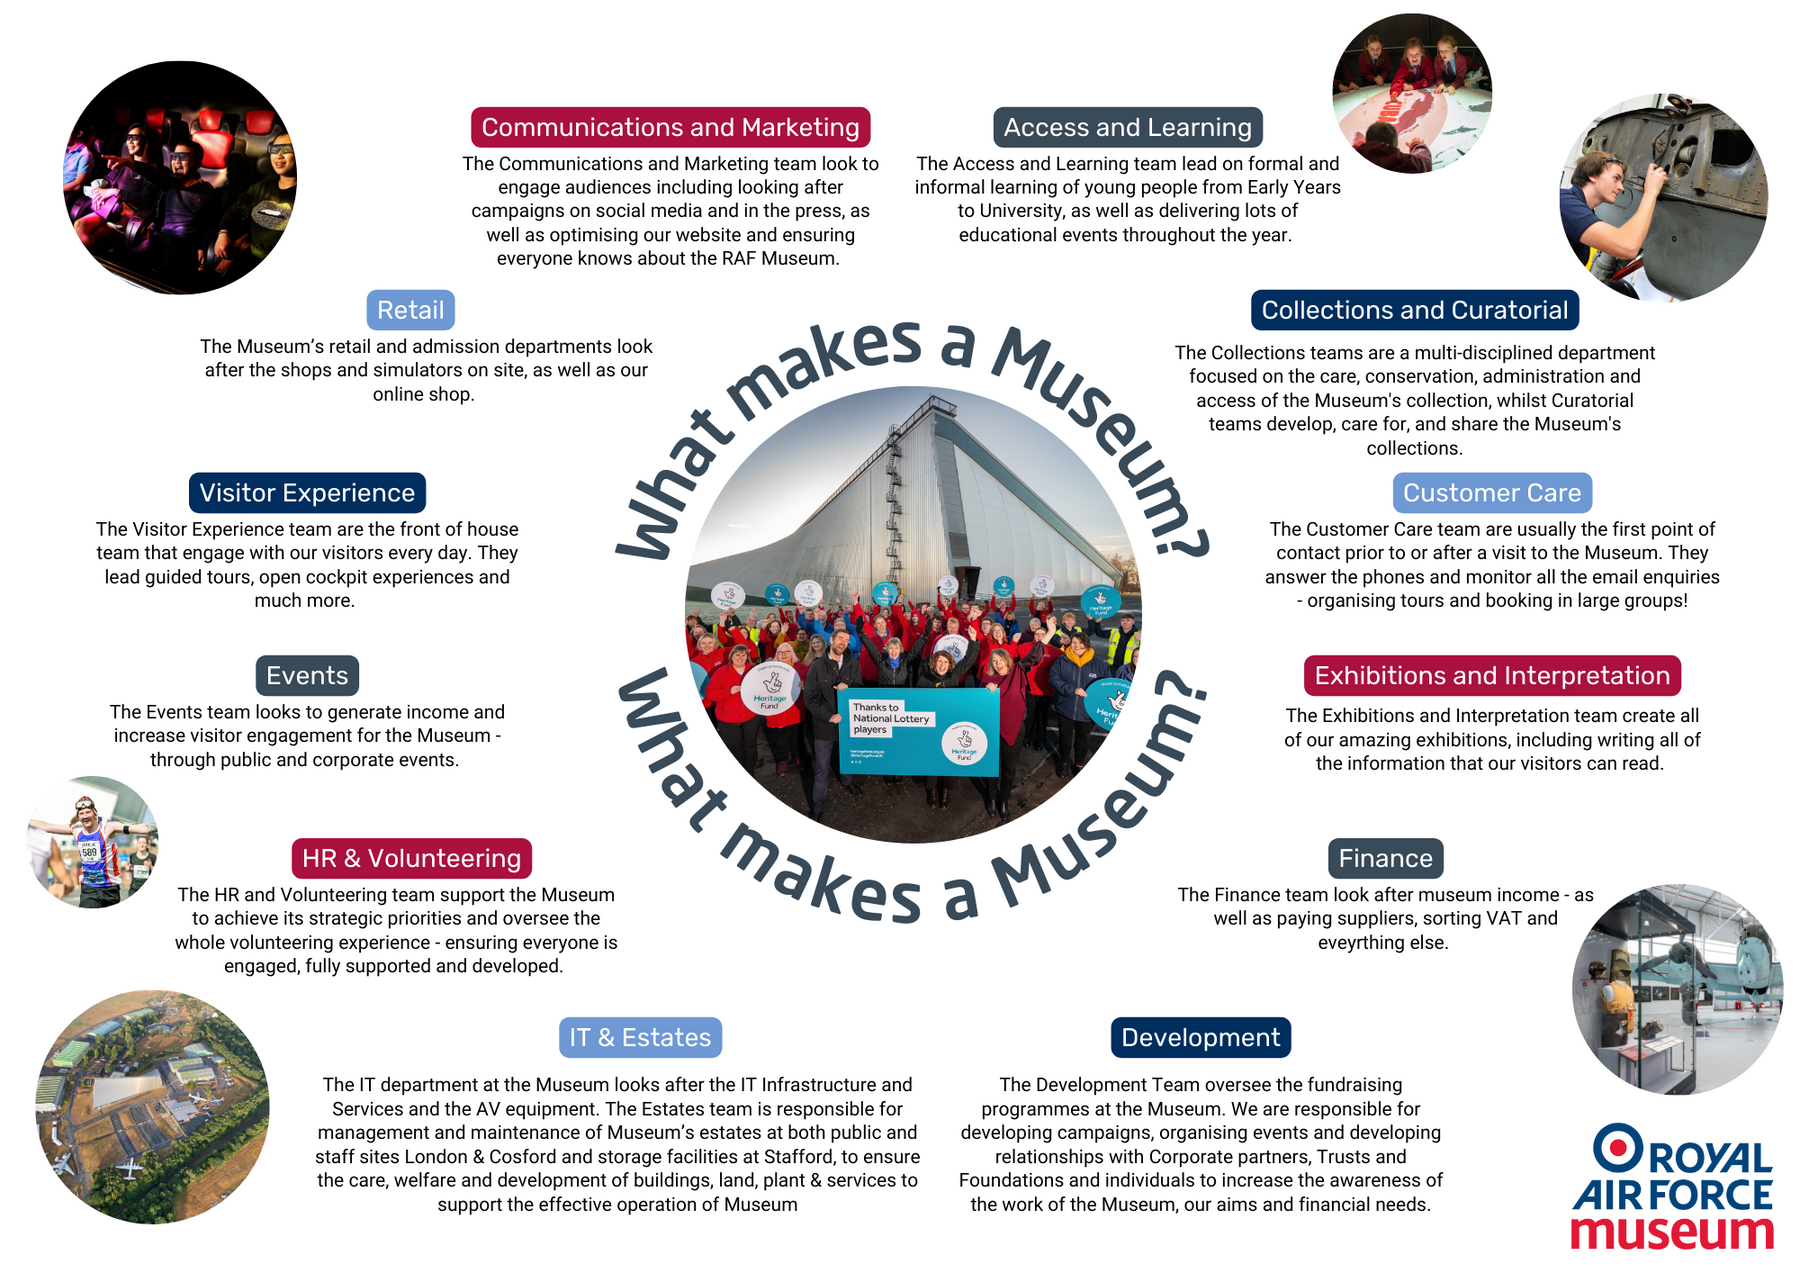 Communications and Marketing
The Communications and Marketing team look to
engage audiences including looking after
campaigns on social media and in the press, as
well as optimising our website and ensuring
everyone knows about the RAF Museum.
Access and Learning
The Access and Learning team lead on formal and
informal learning of young people from Early Years
to University, as well as delivering lots of
educational events throughout the year.
Retail
The Museum's retail and admission departments look
after the shops and simulators on site, as well as our
online shop.
Collections and Curatorial
The Collections teams are a multi-disciplined department
focused on the care, conservation, administration and
access of the Museum's collection, whilst Curatorial
teams develop, care for, and share the Museum's
collections.
What makes a Museum?
Visitor Experience
The Visitor Experience team are the front of house
team that engage with our visitors every day. They
lead guided tours, open cockpit experiences and
much more.
Customer Care
The Customer Care team are usually the first point of
contact prior to or after a visit to the Museum. They
answer the phones and monitor all the email enquiries
- organising tours and booking in large groups!
Heritage
Fund
Thanks to
National Lottery
players
Heritage
Fund
Events
The Events team looks to generate income and
increase visitor engagement for the Museum -
through public and corporate events.
Exhibitions and Interpretation
The Exhibitions and Interpretation team create all
of our amazing exhibitions, including writing all of
the information that our visitors can read.
What makes a Museum?
589
HR & Volunteering
The HR and Volunteering team support the Museum
to achieve its strategic priorities and oversee the
whole volunteering experience - ensuring everyone is
engaged, fully supported and developed.
Finance
The Finance team look after museum income - as
well as paying suppliers, sorting VAT and
eveyrthing else.
IT & Estates
The IT department at the Museum looks after the IT Infrastructure and
Services and the AV equipment. The Estates team is responsible for
management and maintenance of Museum's estates at both public and
staff sites London & Cosford and storage facilities at Stafford, to ensure
the care, welfare and development of buildings, land, plant & services to
support the effective operation of Museum
Development
The Development Team oversee the fundraising
programmes at the Museum. We are responsible for
developing campaigns, organising events and developing
relationships with Corporate partners, Trusts and
Foundations and individuals to increase the awareness of
the work of the Museum, our aims and financial needs.
ROYAL
AIR FORCE
museum